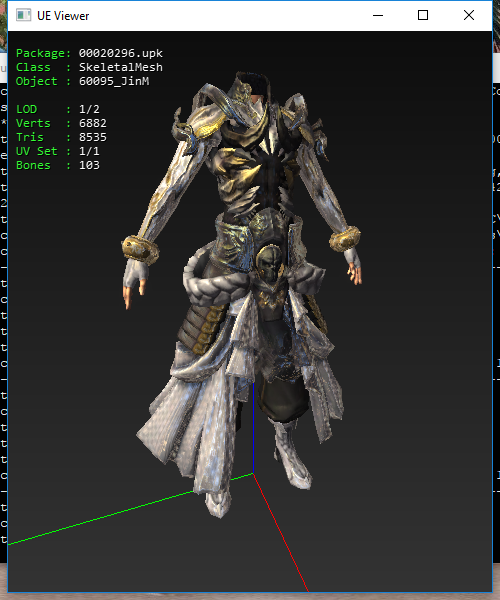 UE Viewer
Package: 00020296.upk
Class : SkeletalMesh
Object : 60095_JinM
LOD : 1/2
Verts : 6882
Tris : 8535
UV Set : 1/1
Bones : 103